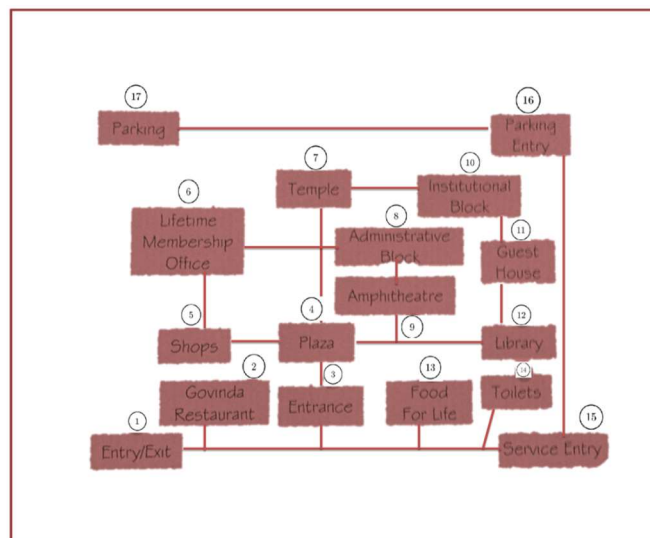 17
Parking
16
Parking
Entry
7
Temple
10
Institutional
Block
6
Lifetime
Membership
Office
8
Administrative
Block
11
Guest
House
Amphitheatre
9
5
Shops
4
Plaza
12
Library
2
Govinda
Restaurant
3
Entrance
13
Food
For Life
14
Toilets
1
Entry/Exit
15
Service Entry